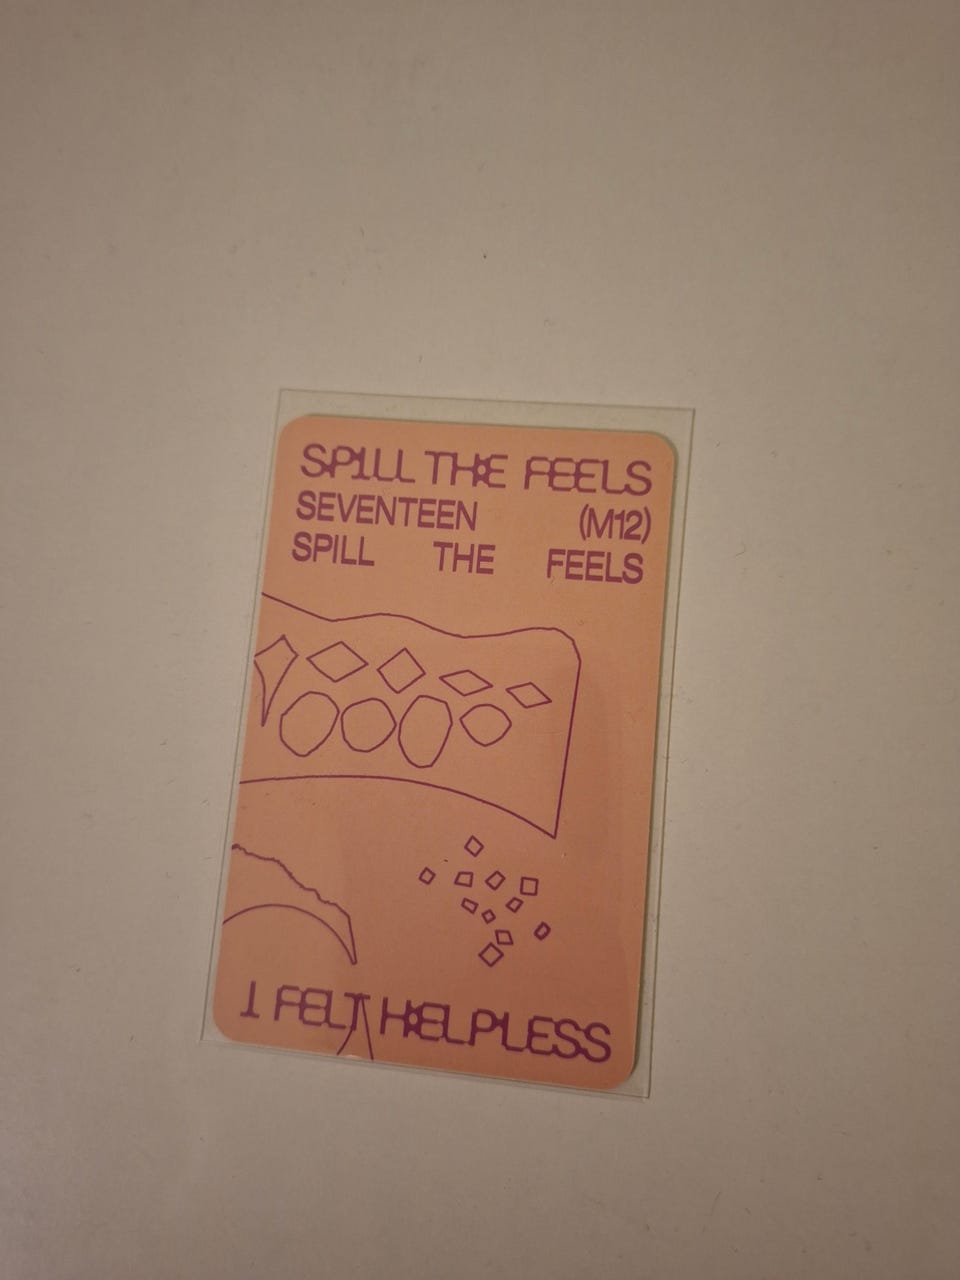 SPILL THE FEELS
SEVENTEEN (M12)
SPILL THE FEELS
I FELT HELPLESS